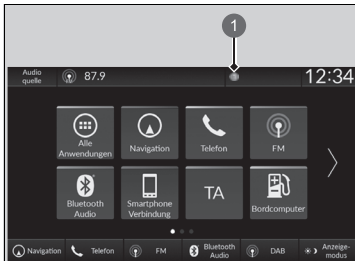 1
Audio
quelle
87.9
12:34
Alle
Anwendungen
Navigation
Telefon
FM
Bluetooth
Audio
Smartphone
Verbindung
TA
Bordcomputer
Navigation
Telefon
FM
Bluetooth
Audio
DAB
Anzeige-
modus